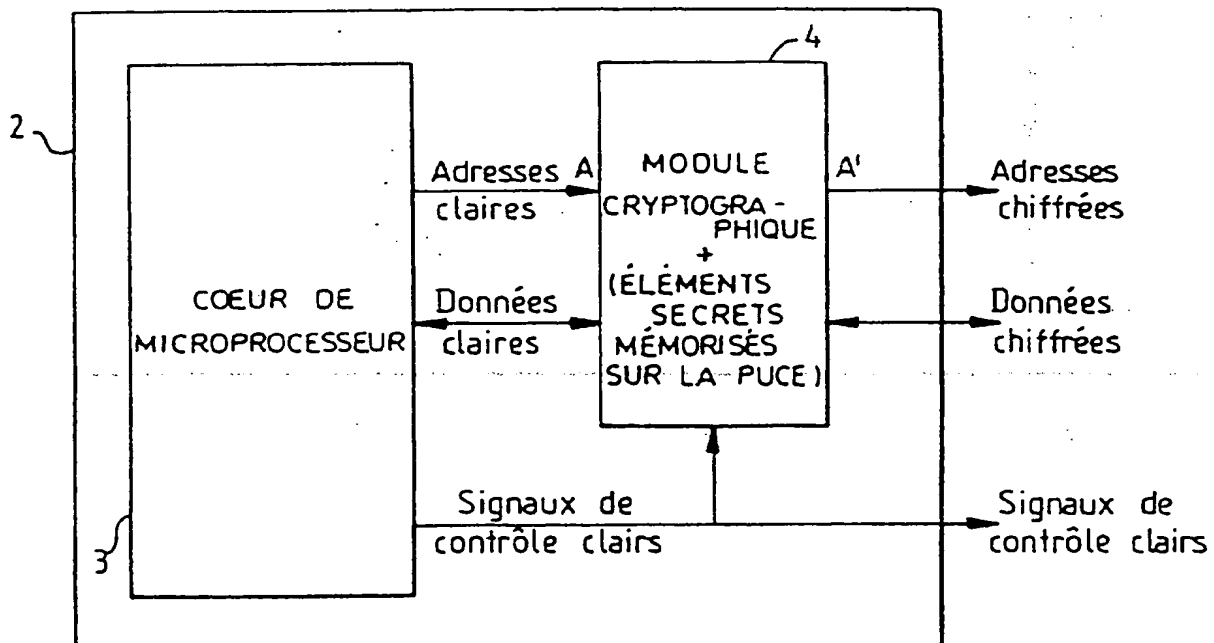 4
2
Adresses A
claires
MODULE
CRYPTOGRA-
PHIQUE
+
(ÉLÉMENTS
SECRETS
MÉMORISÉS
SUR LA PUCE)
A'
Adresses
chiffrées
CŒUR DE
MICROPROCESSEUR
Données
claires
Données
chiffrées
Signaux de
contrôle clairs
Signaux de
contrôle clairs
3